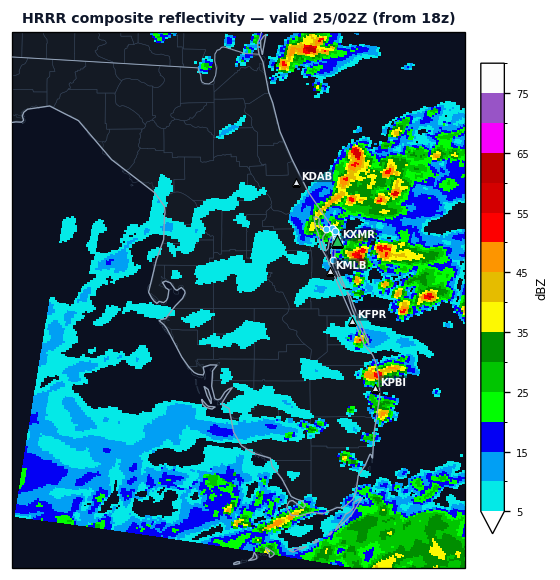 HRRR composite reflectivity — valid 25/02Z (from 18z)
KDAB
KXMR
KMLB
KFPR
KPBI
75
65
55
45
35
25
15
5
dBZ